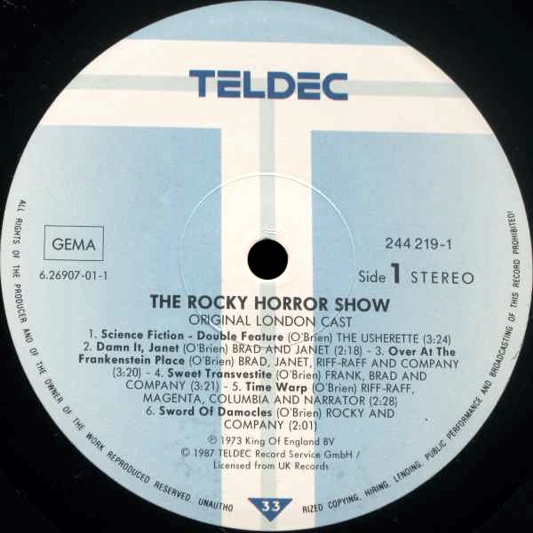 TELDEC
GEMA
6.26907-01-1
244 219-1
Side 1 STEREO
THE ROCKY HORROR SHOW
ORIGINAL LONDON CAST
1. Science Fiction - Double Feature (O'Brien) THE USHERETTE (3:24)
2. Damn It, Janet (O'Brien) BRAD AND JANET (2:18) - 3. Over At The
Frankenstein Place (O'Brien) BRAD, JANET, RIFF-RAFF AND COMPANY
(3:20) - 4. Sweet Transvestite (O'Brien) FRANK, BRAD AND
COMPANY (3:21) - 5. Time Warp (O'Brien) RIFF-RAFF,
MAGENTA, COLUMBIA AND NARRATOR (2:28)
6. Sword Of Damocles (O'Brien) ROCKY AND
COMPANY (2:01)
℗ 1973 King Of England BV
© 1987 TELDEC Record Service GmbH /
Licensed from UK Records
33
ALL RIGHTS OF THE PRODUCER AND OF THE OWNER OF THE WORK REPRODUCED RESERVED. UNAUTHO RIZED COPYING, HIRING, LENDING, PUBLIC PERFORMANCE AND BROADCASTING OF THIS RECORD PROHIBITED!